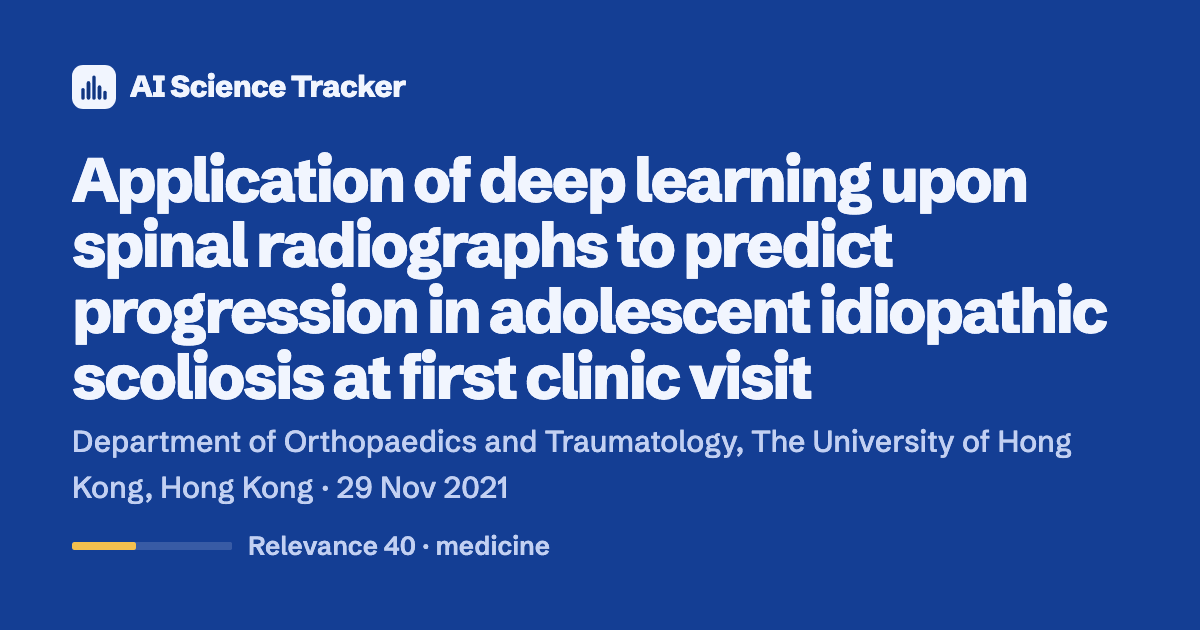 AI Science Tracker
Application of deep learning upon
spinal radiographs to predict
progression in adolescent idiopathic
scoliosis at first clinic visit
Department of Orthopaedics and Traumatology, The University of Hong
Kong, Hong Kong · 29 Nov 2021
Relevance 40 · medicine